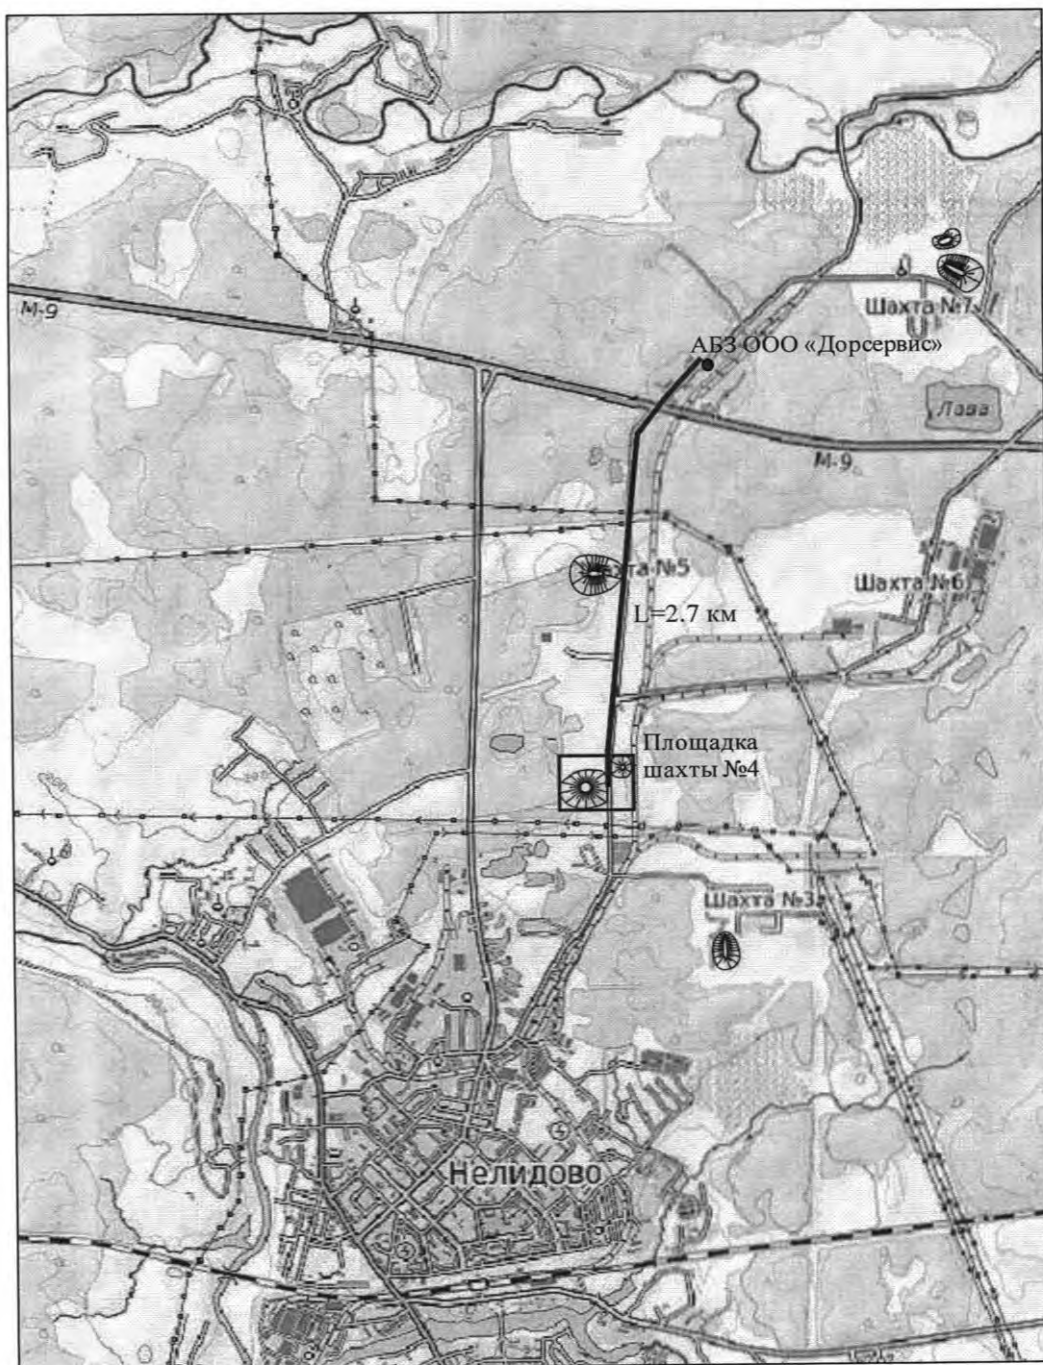 М-9
Шахта №7
АБЗ ООО «Дорсервис»
Лава
М-9
та №5
Шахта №6
L=2.7 км
Площадка
шахты №4
Шахта №3
Нелидово